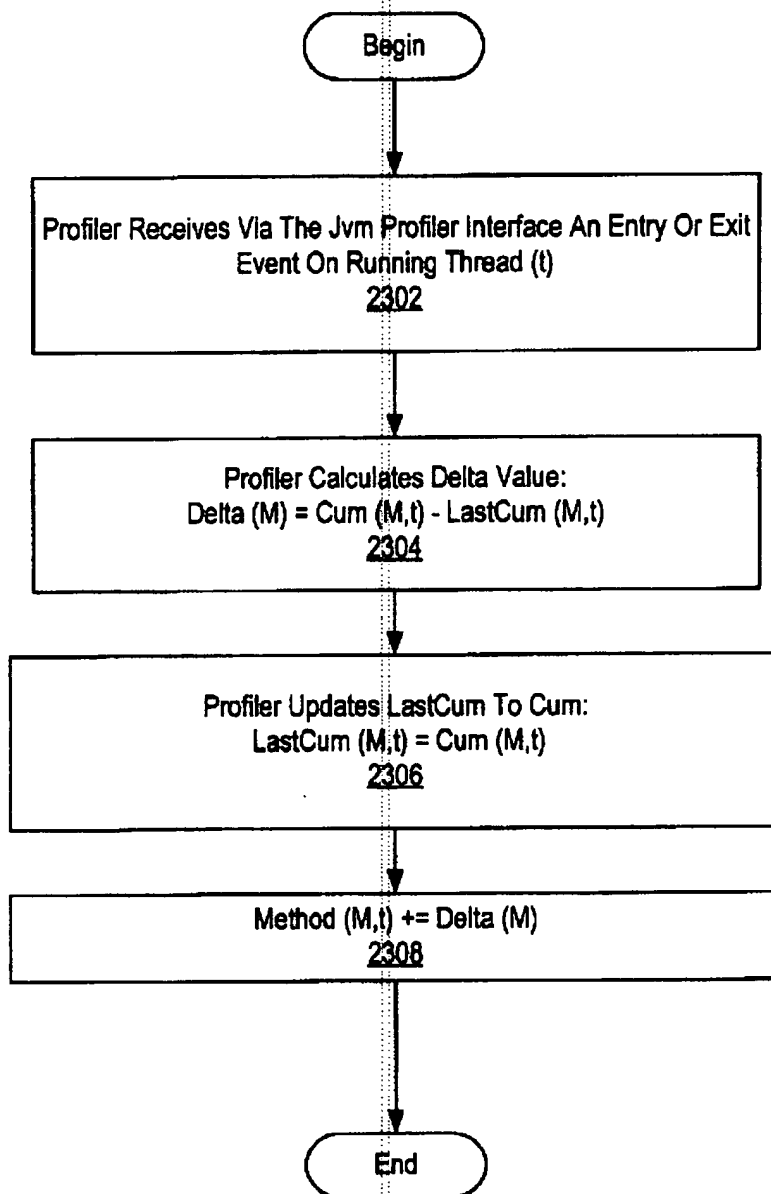 Begin
Profiler Receives Via The Jvm Profiler Interface An Entry Or Exit
Event On Running Thread (t)
2302
Profiler Calculates Delta Value:
Delta (M) = Cum (M,t) - LastCum (M,t)
2304
Profiler Updates LastCum To Cum:
LastCum (M,t) = Cum (M,t)
2306
Method (M,t) += Delta (M)
2308
End